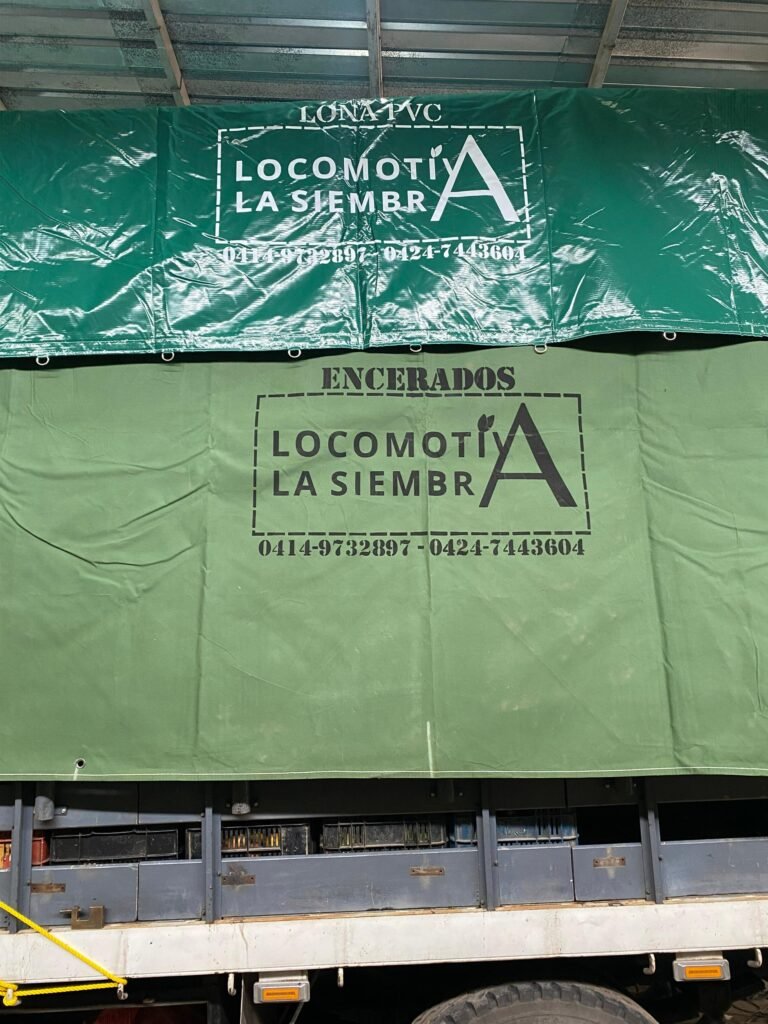 LONA PVC
LOCOMOTIVA
LA SIEMBRA
0414-9732897 - 0424-7443604
ENCERADOS
LOCOMOTIVA
LA SIEMBRA
0414-9732897 - 0424-7443604